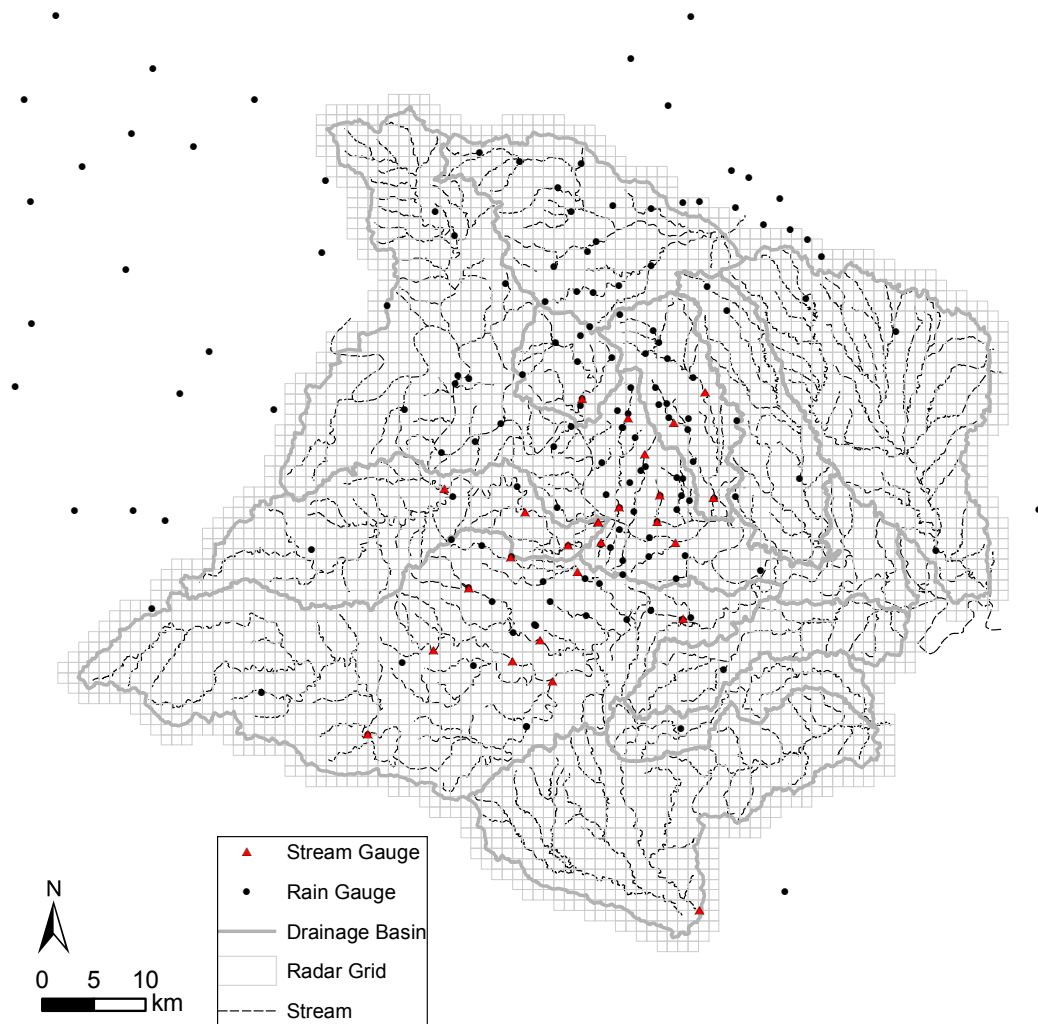 Stream Gauge
Rain Gauge
Drainage Basin
Radar Grid
Stream
N
0 5 10
km